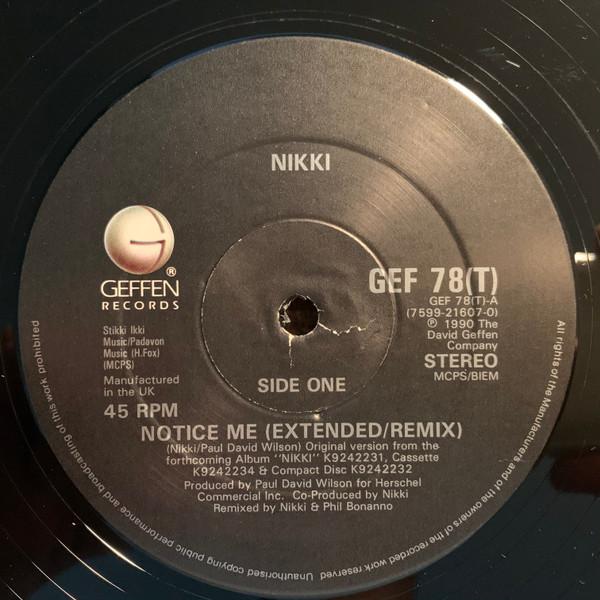 NIKKI
GEFFEN®
RECORDS
GEF 78(T)
GEF 78(T)-A
(7599-21607-0)
℗ 1990 The
David Geffen
Company
STEREO
MCPS/BIEM
Stikki Ikki
Music/Padavon
Music (H.Fox)
(MCPS)
Manufactured
in the UK
45 RPM
SIDE ONE
NOTICE ME (EXTENDED/REMIX)
(Nikki/Paul David Wilson) Original version from the
forthcoming Album "NIKKI" K9242231, Cassette
K9242234 & Compact Disc K9242232
Produced by Paul David Wilson for Herschel
Commercial Inc. Co-Produced by Nikki
Remixed by Nikki & Phil Bonanno
All rights of the Manufacturers and of the owners of the recorded work reserved. Unauthorised copying public performance and broadcasting of this work prohibited